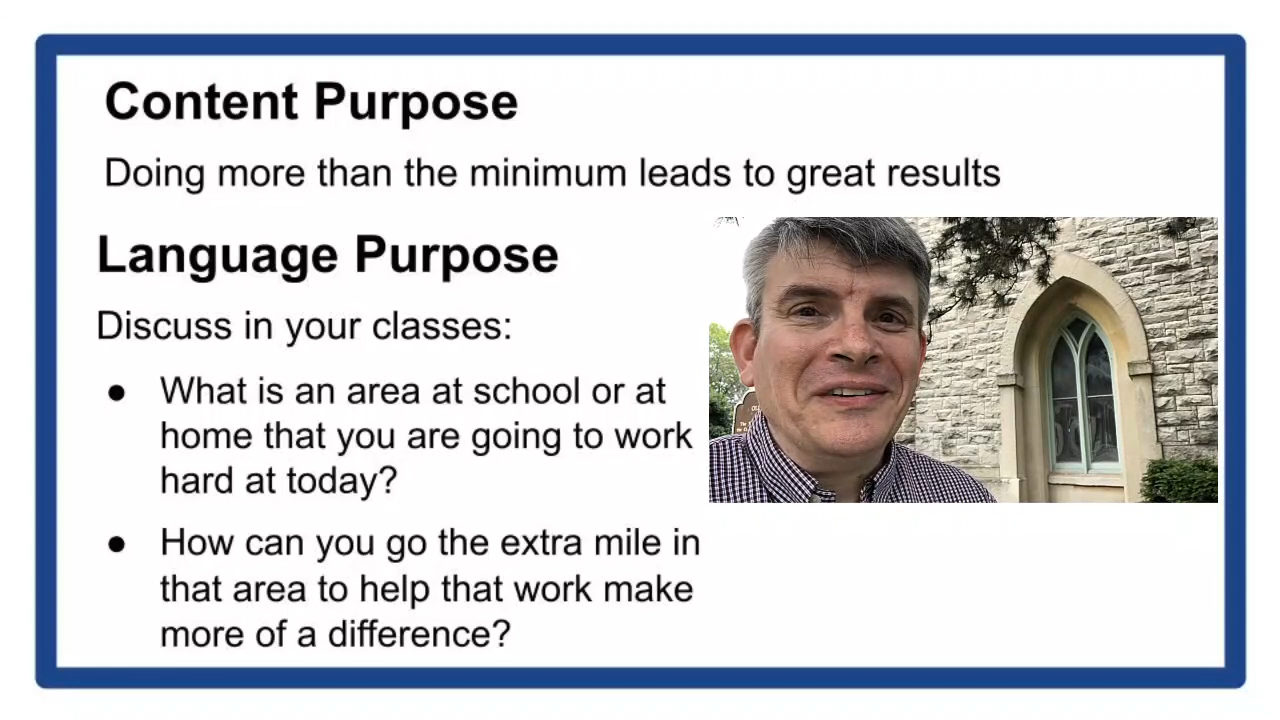 Content Purpose
Doing more than the minimum leads to great results
Language Purpose
Discuss in your classes:
● What is an area at school or at
home that you are going to work
hard at today?
● How can you go the extra mile in
that area to help that work make
more of a difference?